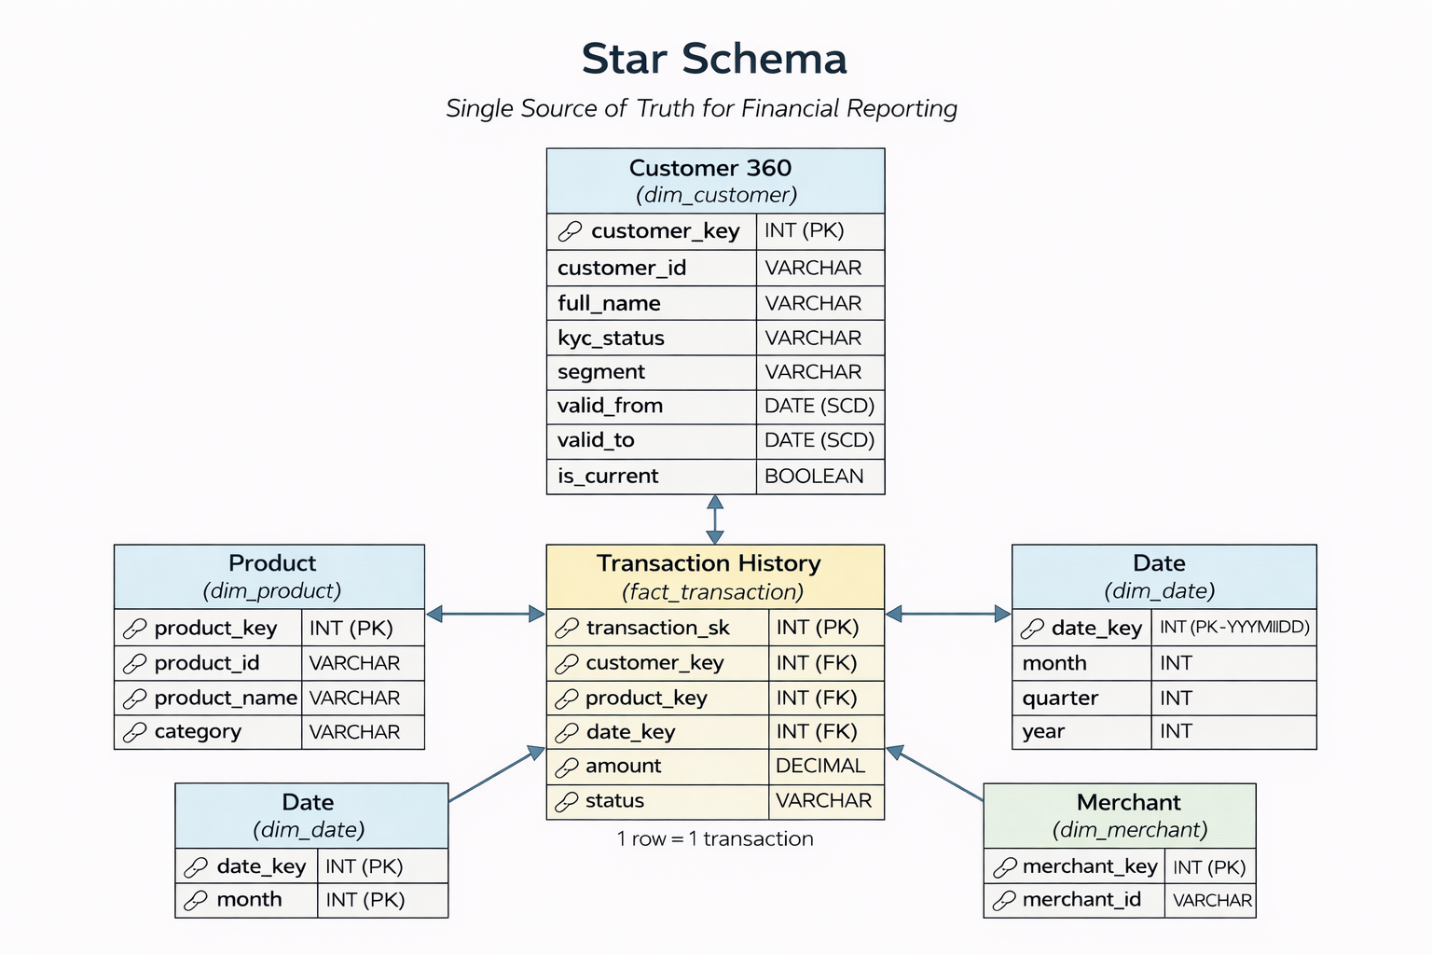 Star Schema
Single Source of Truth for Financial Reporting
Customer 360
(dim_customer)
customer_key INT (PK)
customer_id VARCHAR
full_name VARCHAR
kyc_status VARCHAR
segment VARCHAR
valid_from DATE (SCD)
valid_to DATE (SCD)
is_current BOOLEAN
Product
(dim_product)
product_key INT (PK)
product_id VARCHAR
product_name VARCHAR
category VARCHAR
Transaction History
(fact_transaction)
transaction_sk INT (PK)
customer_key INT (FK)
product_key INT (FK)
date_key INT (FK)
amount DECIMAL
status VARCHAR
1 row = 1 transaction
Date
(dim_date)
date_key INT (PK-YYYMIIDD)
month INT
quarter INT
year INT
Date
(dim_date)
date_key INT (PK)
month INT (PK)
Merchant
(dim_merchant)
merchant_key INT (PK)
merchant_id VARCHAR